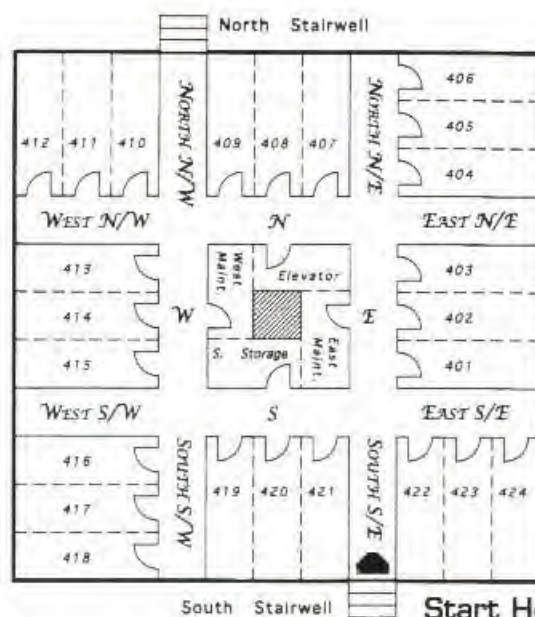 North Stairwell
406
405
404
412 411 410
NORTH N/W
409 408 407
NORTH N/E
WEST N/W
N
EAST N/E
413
414
415
W
West Maint.
Elevator
S. Storage
East Maint.
E
403
402
401
WEST S/W
S
EAST S/E
416
417
418
SOUTH S/W
419 420 421
SOUTH S/E
422 423 424
South Stairwell
Start He